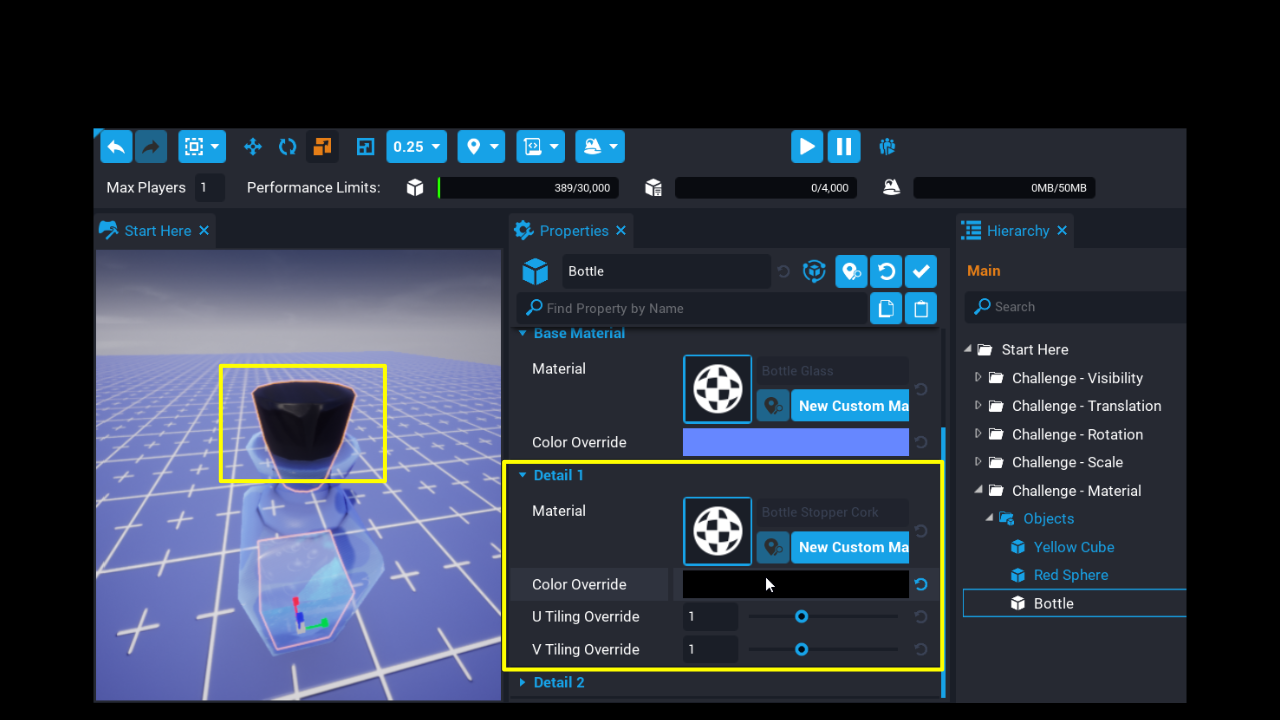 0.25
Max Players 1 Performance Limits: 389/30,000 0/4,000 0MB/50MB
Start Here
Properties
Hierarchy
Bottle
Find Property by Name
Base Material
Material
Bottle Glass
New Custom Ma
Color Override
Detail 1
Material
Bottle Stopper Cork
New Custom Ma
Color Override
U Tiling Override 1
V Tiling Override 1
Detail 2
Main
Search
Start Here
Challenge - Visibility
Challenge - Translation
Challenge - Rotation
Challenge - Scale
Challenge - Material
Objects
Yellow Cube
Red Sphere
Bottle